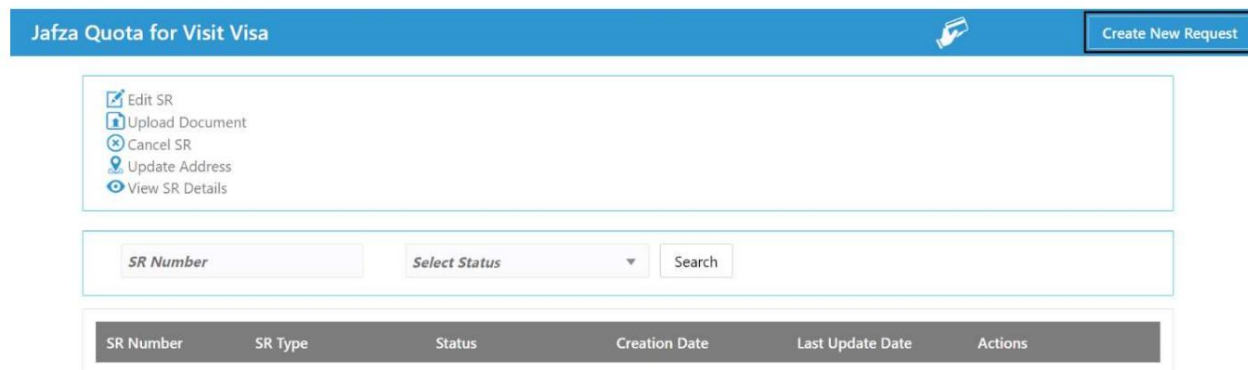 Jafza Quota for Visit Visa Create New Request
Edit SR
Upload Document
Cancel SR
Update Address
View SR Details
SR Number Select Status Search
SR Number SR Type Status Creation Date Last Update Date Actions